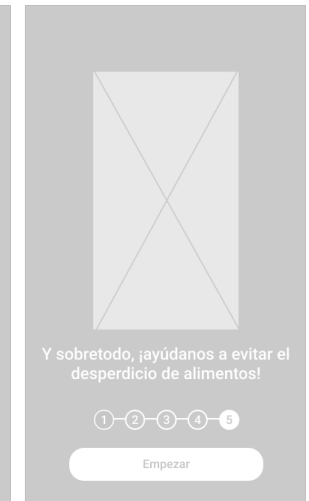 Y sobretodo, ¡ayúdanos a evitar el
desperdicio de alimentos!
1 2 3 4 5
Empezar